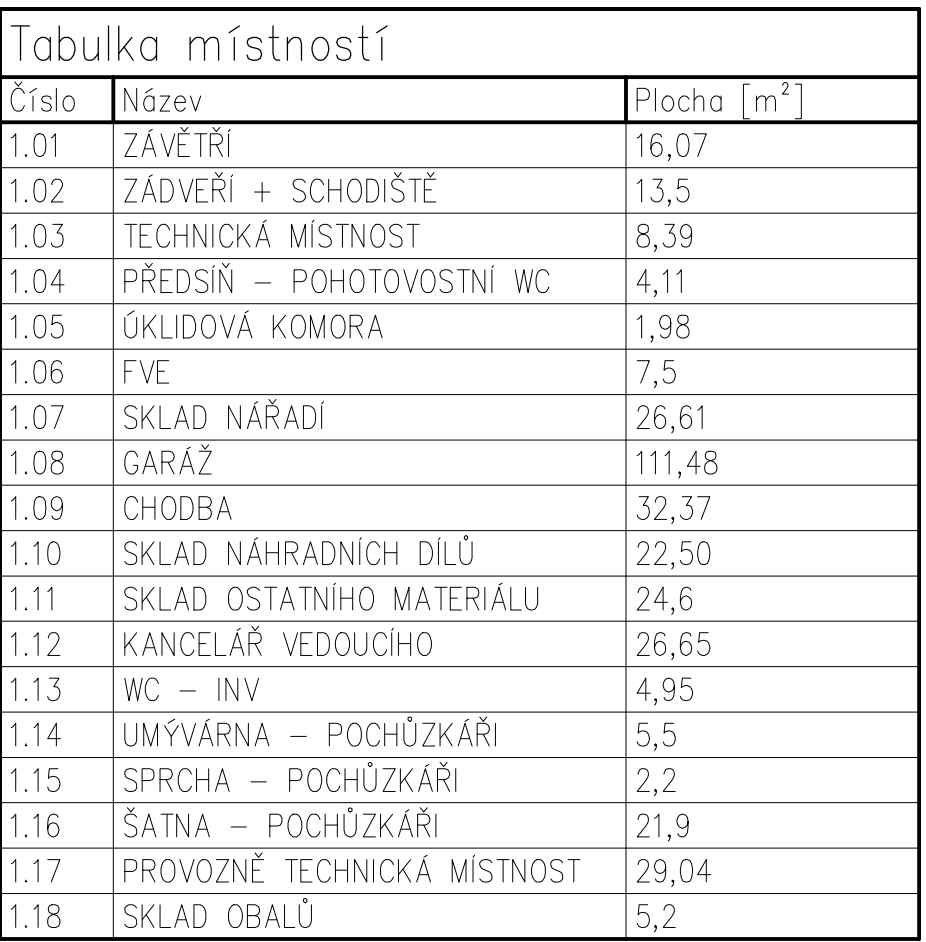 Tabulka místností
Číslo Název Plocha [m²]
1.01 ZÁVĚTŘÍ 16,07
1.02 ZÁDVEŘÍ + SCHODIŠTĚ 13,5
1.03 TECHNICKÁ MÍSTNOST 8,39
1.04 PŘEDSÍŇ – POHOTOVOSTNÍ WC 4,11
1.05 ÚKLIDOVÁ KOMORA 1,98
1.06 FVE 7,5
1.07 SKLAD NÁŘADÍ 26,61
1.08 GARÁŽ 111,48
1.09 CHODBA 32,37
1.10 SKLAD NÁHRADNÍCH DÍLŮ 22,50
1.11 SKLAD OSTATNÍHO MATERIÁLU 24,6
1.12 KANCELÁŘ VEDOUCÍHO 26,65
1.13 WC – INV 4,95
1.14 UMÝVÁRNA – POCHŮZKÁŘI 5,5
1.15 SPRCHA – POCHŮZKÁŘI 2,2
1.16 ŠATNA – POCHŮZKÁŘI 21,9
1.17 PROVOZNĚ TECHNICKÁ MÍSTNOST 29,04
1.18 SKLAD OBALŮ 5,2